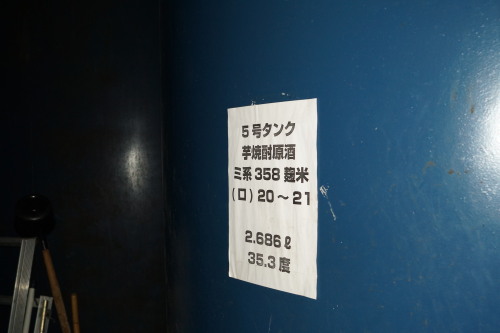 5号タンク
芋焼酎原酒
ミ系358麹米
(ロ)20～21
2.686ℓ
35.3度